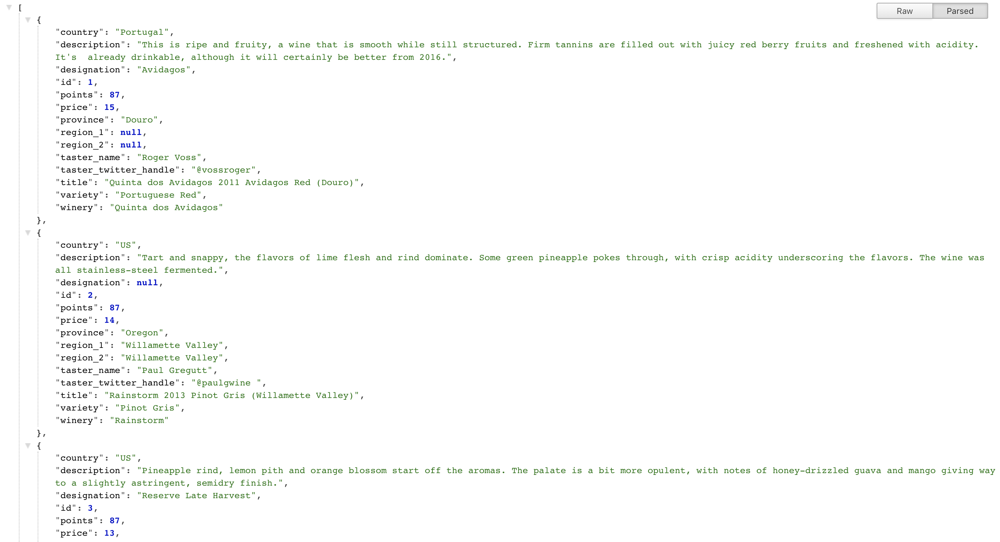 [
Raw Parsed
{
"country": "Portugal",
"description": "This is ripe and fruity, a wine that is smooth while still structured. Firm tannins are filled out with juicy red berry fruits and freshened with acidity.
It's  already drinkable, although it will certainly be better from 2016.",
"designation": "Avidagos",
"id": 1,
"points": 87,
"price": 15,
"province": "Douro",
"region_1": null,
"region_2": null,
"taster_name": "Roger Voss",
"taster_twitter_handle": "@vossroger",
"title": "Quinta dos Avidagos 2011 Avidagos Red (Douro)",
"variety": "Portuguese Red",
"winery": "Quinta dos Avidagos"
},
{
"country": "US",
"description": "Tart and snappy, the flavors of lime flesh and rind dominate. Some green pineapple pokes through, with crisp acidity underscoring the flavors. The wine was
all stainless-steel fermented.",
"designation": null,
"id": 2,
"points": 87,
"price": 14,
"province": "Oregon",
"region_1": "Willamette Valley",
"region_2": "Willamette Valley",
"taster_name": "Paul Gregutt",
"taster_twitter_handle": "@paulgwine ",
"title": "Rainstorm 2013 Pinot Gris (Willamette Valley)",
"variety": "Pinot Gris",
"winery": "Rainstorm"
},
{
"country": "US",
"description": "Pineapple rind, lemon pith and orange blossom start off the aromas. The palate is a bit more opulent, with notes of honey-drizzled guava and mango giving way
to a slightly astringent, semidry finish.",
"designation": "Reserve Late Harvest",
"id": 3,
"points": 87,
"price": 13,